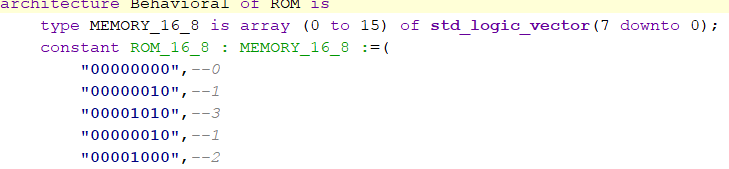 architecture Behavioral of ROM is
type MEMORY_16_8 is array (0 to 15) of std_logic_vector(7 downto 0);
constant ROM_16_8 : MEMORY_16_8 :=(
"00000000",--0
"00000010",--1
"00001010",--3
"00000010",--1
"00001000",--2